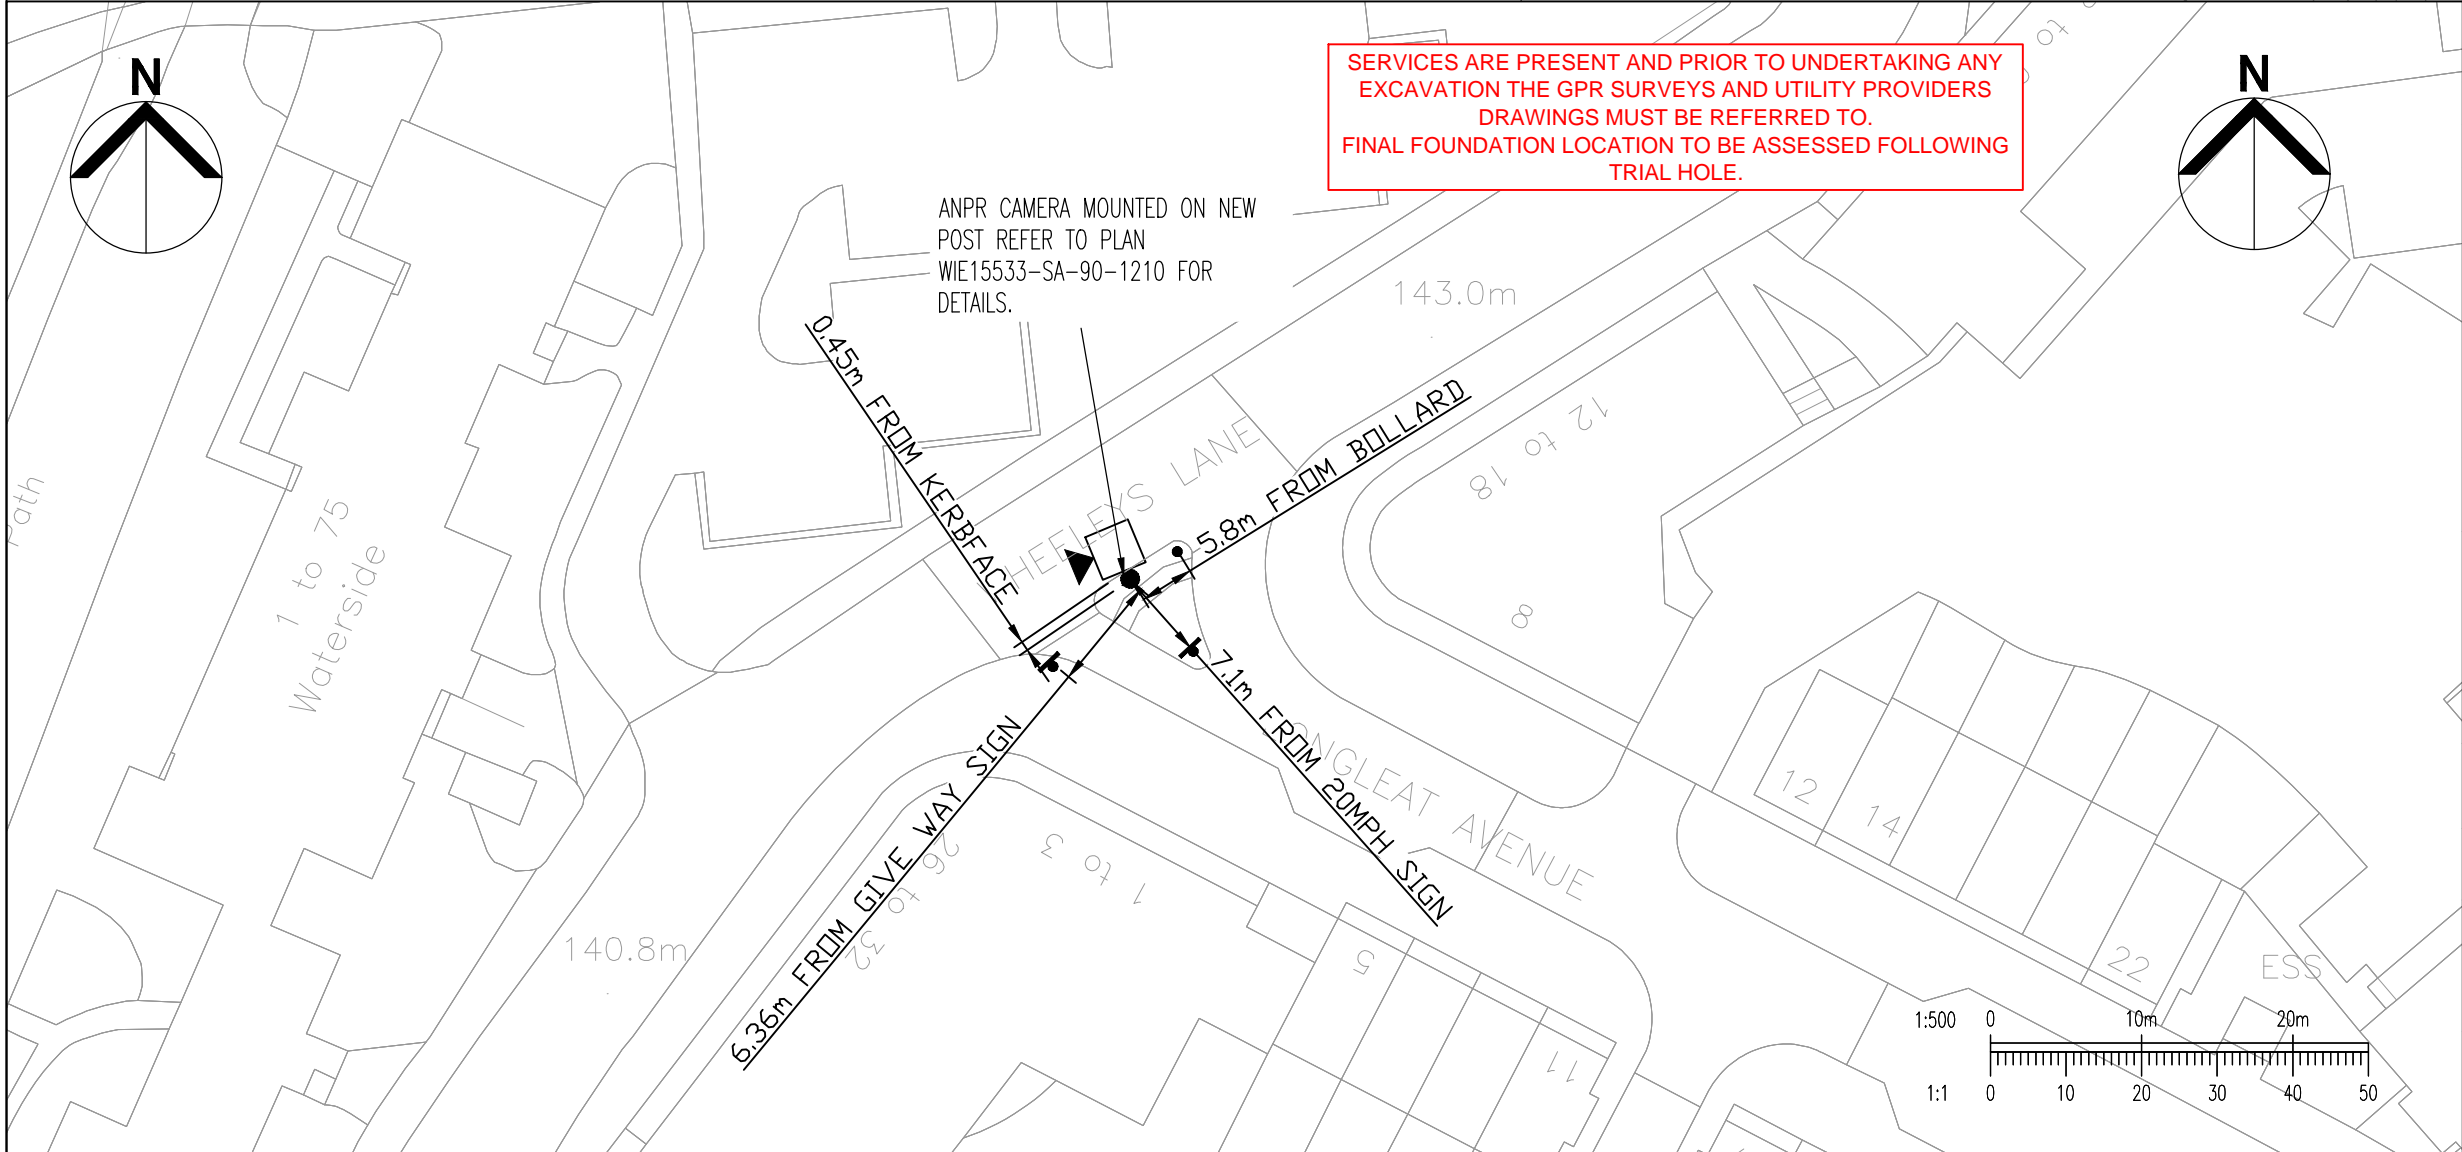 N
SERVICES ARE PRESENT AND PRIOR TO UNDERTAKING ANY
EXCAVATION THE GPR SURVEYS AND UTILITY PROVIDERS
DRAWINGS MUST BE REFERRED TO.
FINAL FOUNDATION LOCATION TO BE ASSESSED FOLLOWING
TRIAL HOLE.
N
to
ANPR CAMERA MOUNTED ON NEW
POST REFER TO PLAN
WIE15533-SA-90-1210 FOR
DETAILS.
143.0m
0.45m FROM KERBFACE
5.8m FROM BOLLARD
HEELEYS LANE
12 to 18
Path
1 to 75
Waterside
8
7.1m FROM 20MPH SIGN
6.36m FROM GIVE WAY SIGN
LONGLEAT AVENUE
12
14
22
26 to 32
1 to 3
5
11
140.8m
ESS
1:500 0 10m 20m
1:1 0 10 20 30 40 50